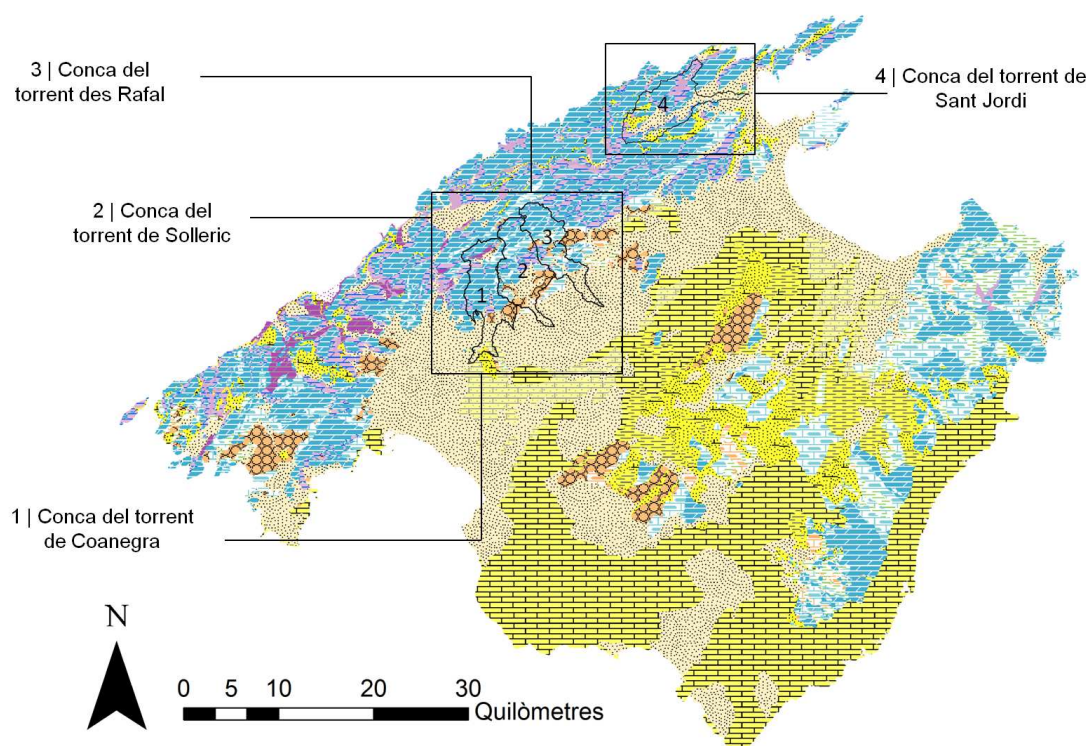 3 | Conca del
torrent des Rafal
4 | Conca del torrent de
Sant Jordi
2 | Conca del
torrent de Solleric
1 | Conca del torrent
de Coanegra
4
3
2
1
N
0 5 10 20 30
Quilòmetres